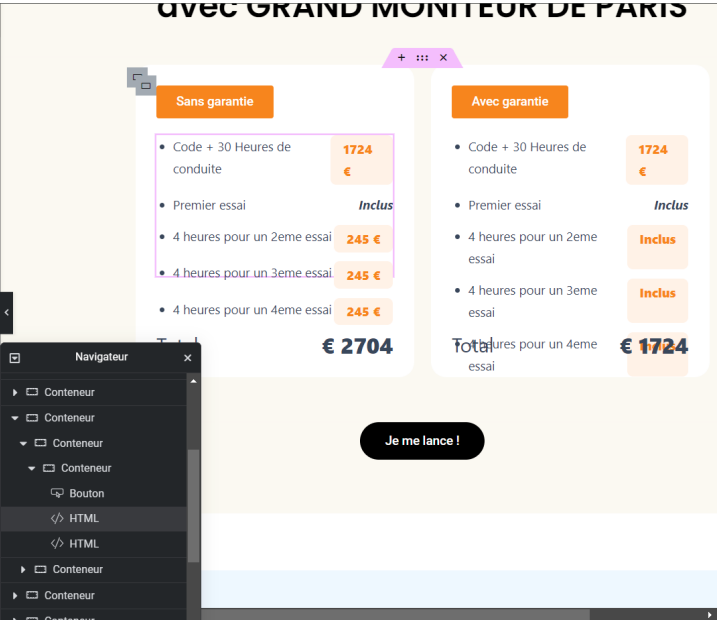 avec GRAND MONITEUR DE PARIS
Sans garantie
Code + 30 Heures de
conduite
1724
€
Premier essai
Inclus
4 heures pour un 2eme essai
245 €
4 heures pour un 3eme essai
245 €
4 heures pour un 4eme essai
245 €
€ 2704
Avec garantie
Code + 30 Heures de
conduite
1724
€
Premier essai
Inclus
4 heures pour un 2eme
essai
Inclus
4 heures pour un 3eme
essai
Inclus
4 heures pour un 4eme
essai
Total
€ 1724
Je me lance !
Navigateur
Conteneur
Conteneur
Conteneur
Conteneur
Bouton
HTML
HTML
Conteneur
Conteneur
Conteneur